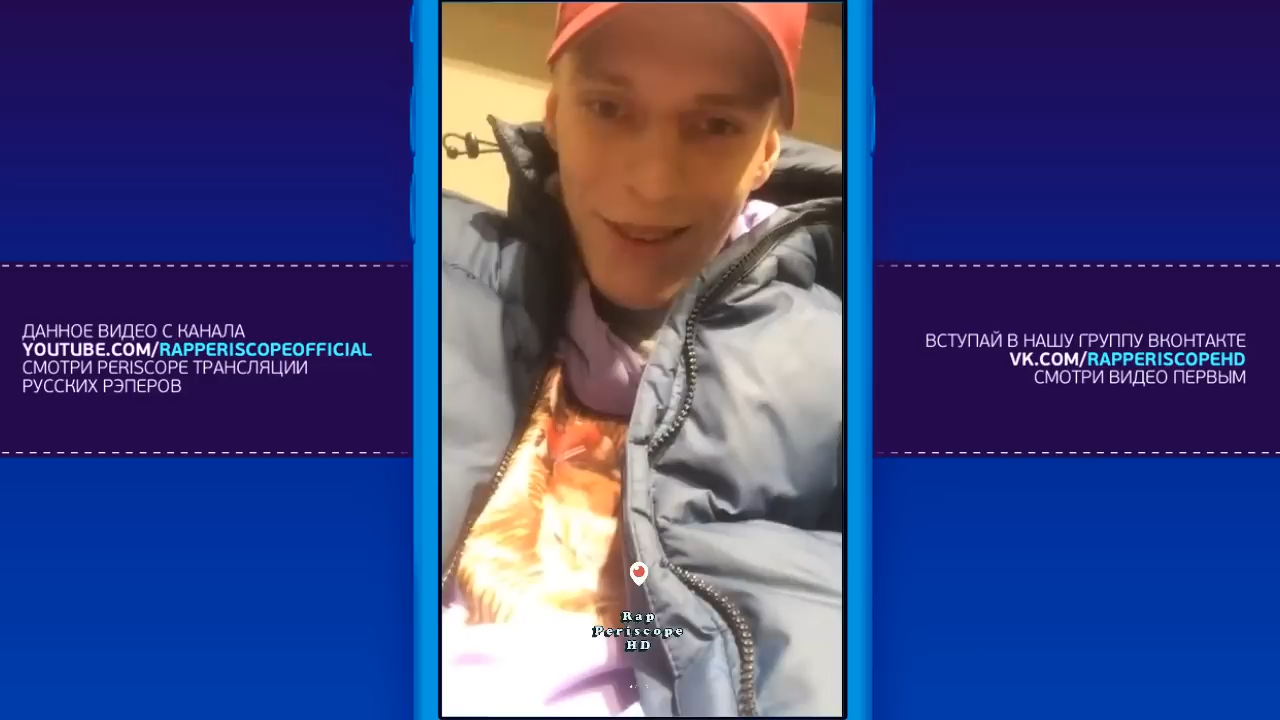 ДАННОЕ ВИДЕО С КАНАЛА
YOUTUBE.COM/RAPPERISCOPEOFFICIAL
СМОТРИ PERISCOPE ТРАНСЛЯЦИИ
РУССКИХ РЭПЕРОВ
ВСТУПАЙ В НАШУ ГРУППУ ВКОНТАКТЕ
VK.COM/RAPPERISCOPEHD
СМОТРИ ВИДЕО ПЕРВЫМ
Rap
Periscope
HD